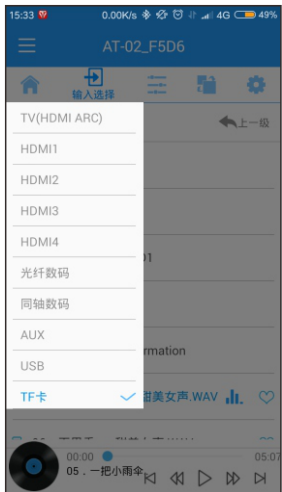 15:33 0.00K/s 4G 49%
AT-02_F5D6
输入选择
TV(HDMI ARC)
上一级
HDMI1
HDMI2
HDMI3
HDMI4
光纤数码
同轴数码
AUX
rmation
USB
TF卡
甜美女声.WAV
00:00 05:07
05．一把小雨伞